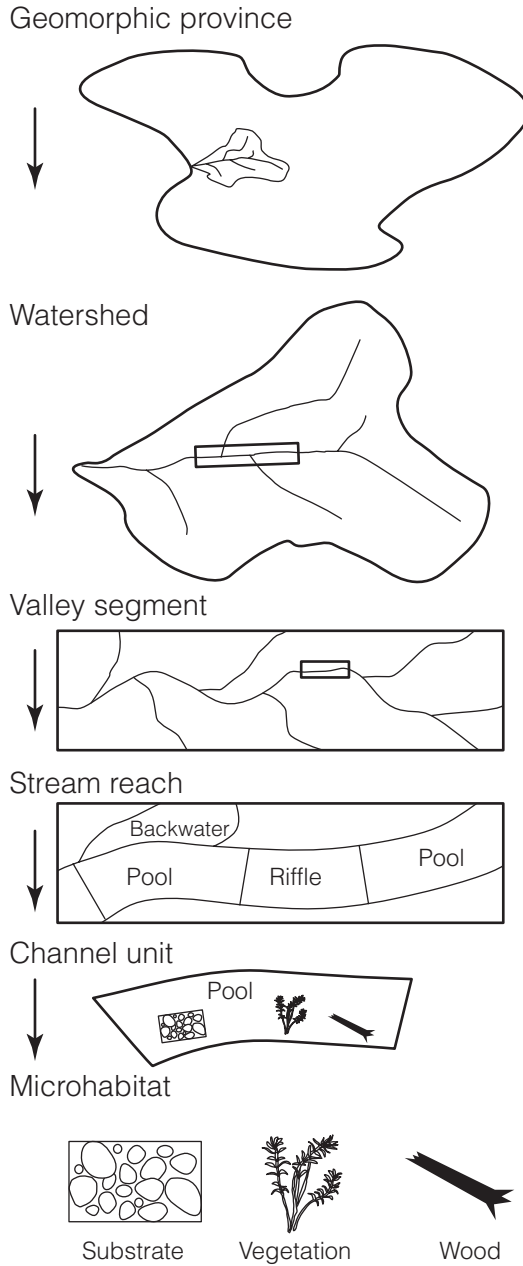 Geomorphic province
Watershed
Valley segment
Stream reach
Backwater
Pool
Riffle
Pool
Channel unit
Pool
Microhabitat
Substrate
Vegetation
Wood